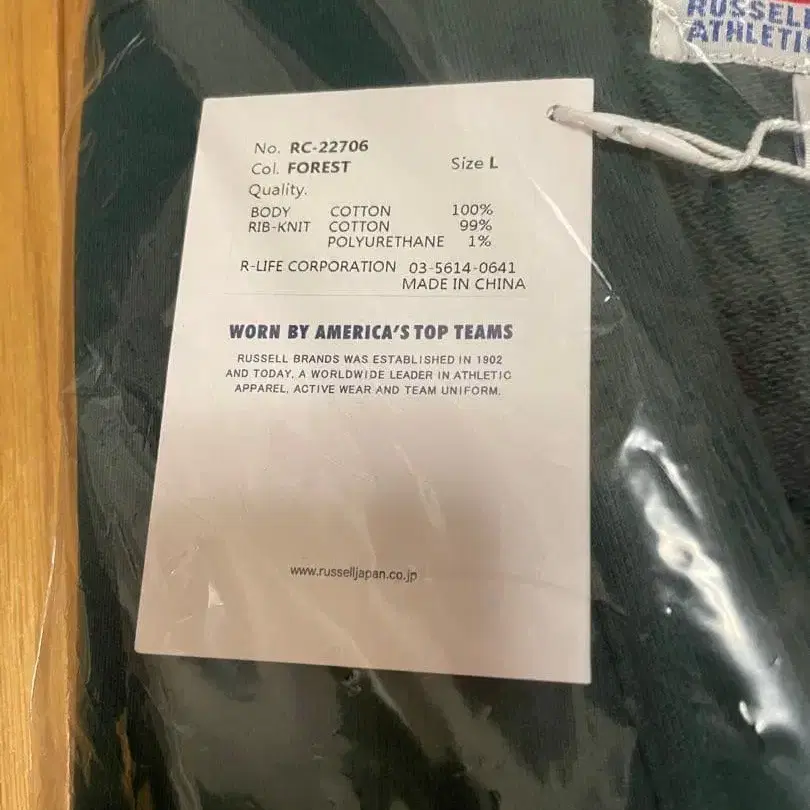 RUSSELL
ATHLETI
No. RC-22706
Col. FOREST Size L
Quality.
BODY COTTON 100%
RIB-KNIT COTTON 99%
POLYURETHANE 1%
R-LIFE CORPORATION 03-5614-0641
MADE IN CHINA
WORN BY AMERICA'S TOP TEAMS
RUSSELL BRANDS WAS ESTABLISHED IN 1902
AND TODAY, A WORLDWIDE LEADER IN ATHLETIC
APPAREL, ACTIVE WEAR AND TEAM UNIFORM.
www.russelljapan.co.jp